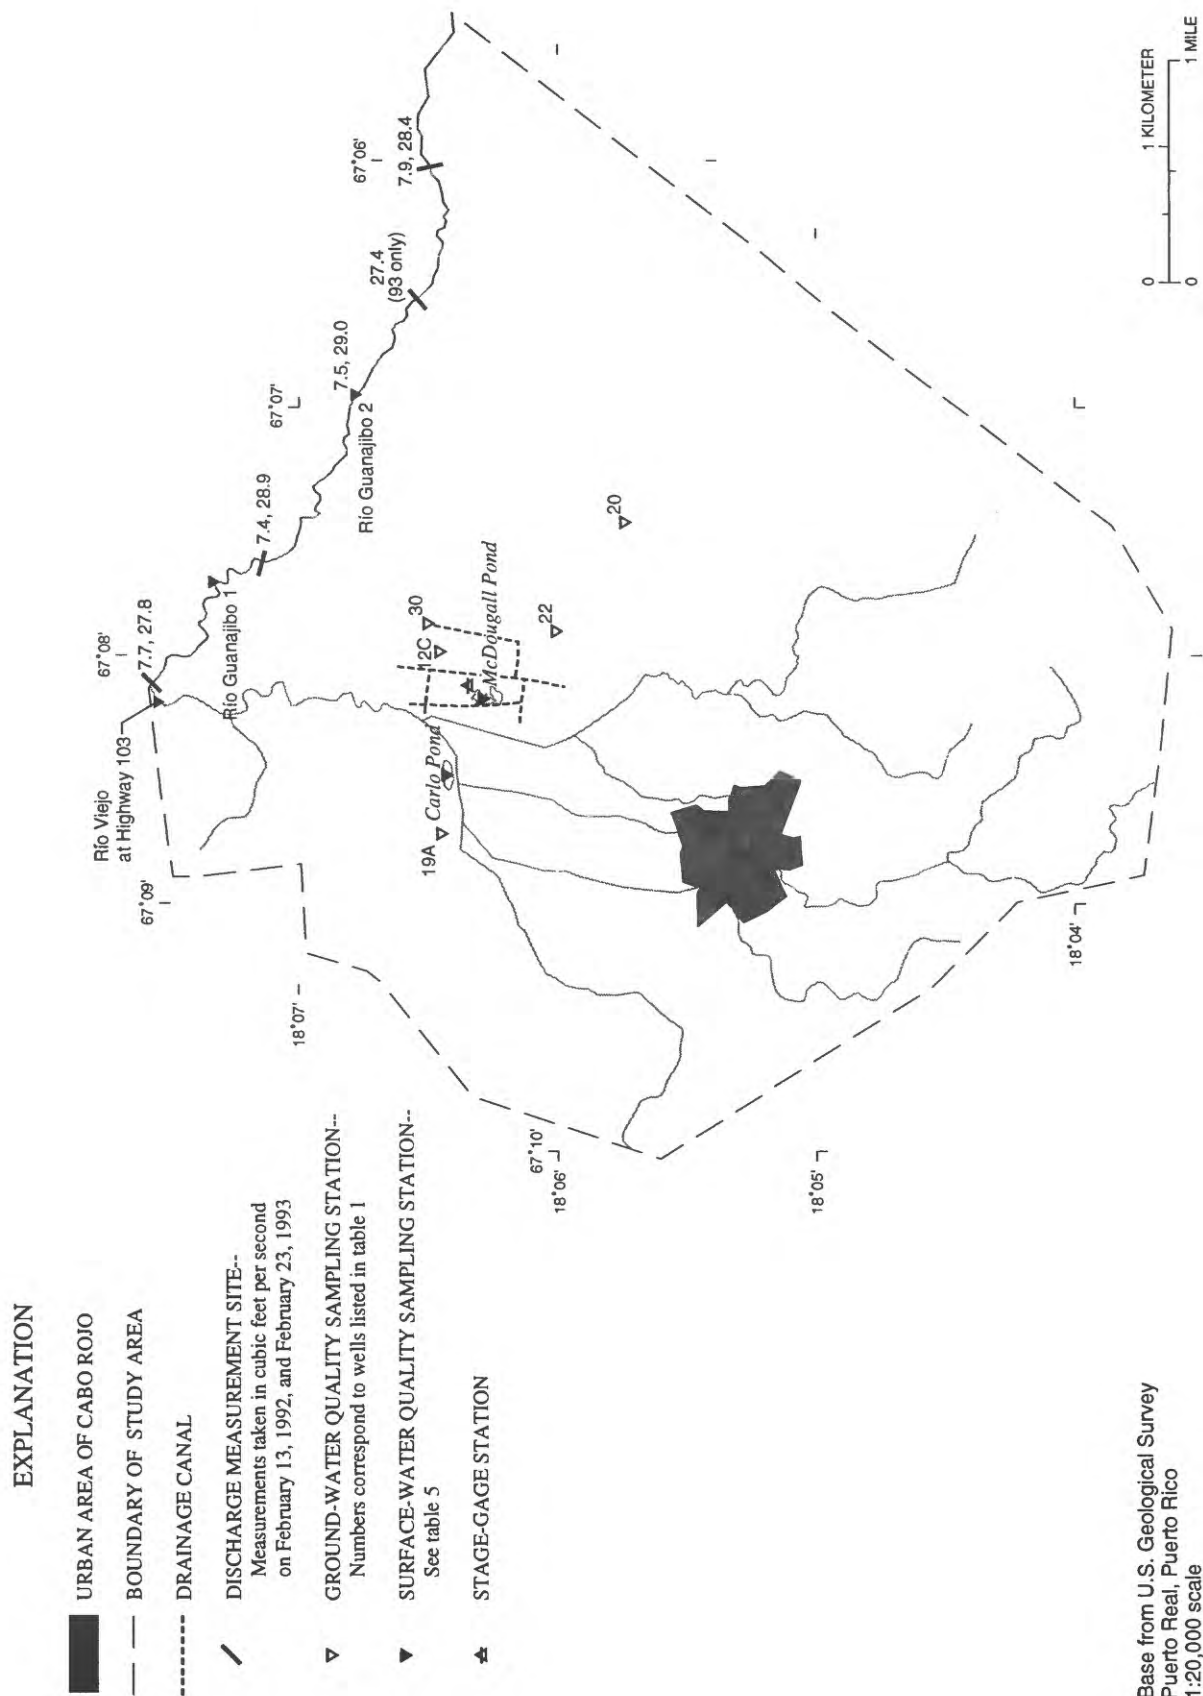 EXPLANATION
URBAN AREA OF CABO ROJO
BOUNDARY OF STUDY AREA
DRAINAGE CANAL
DISCHARGE MEASUREMENT SITE--
Measurements taken in cubic feet per second
on February 13, 1992, and February 23, 1993
GROUND-WATER QUALITY SAMPLING STATION--
Numbers correspond to wells listed in table 1
SURFACE-WATER QUALITY SAMPLING STATION--
See table 5
STAGE-GAGE STATION
Base from U.S. Geological Survey
Puerto Real, Puerto Rico
1:20,000 scale
67°10'
18°06'
18°05'
18°07'
18°04'
67°09'
Río Viejo
at Highway 103
67°08'
7.7, 27.8
Río Guanajibo 1
7.4, 28.9
67°07'
Río Guanajibo 2
7.5, 29.0
27.4
(93 only)
67°06'
7.9, 28.4
19A
Carlo Pond
12C
30
McDougall Pond
22
20
0
1 KILOMETER
0
1 MILE